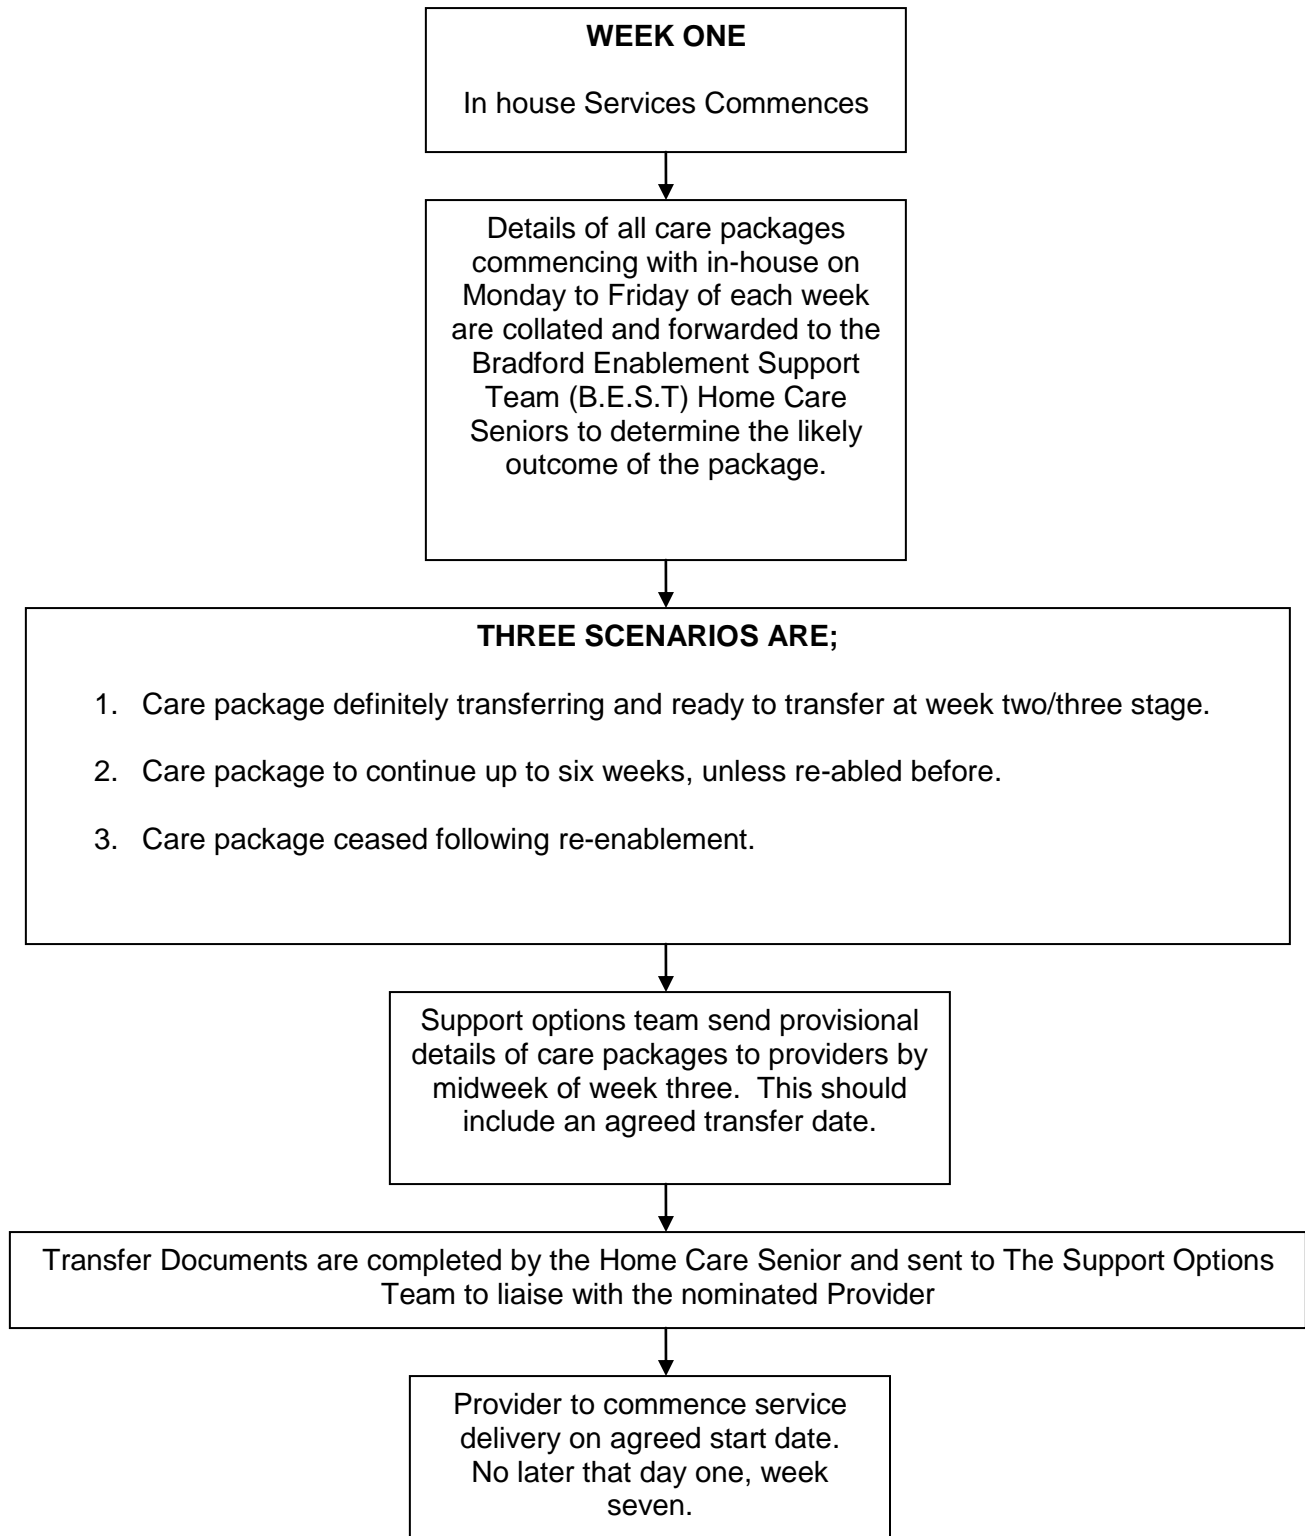 WEEK ONE
In house Services Commences
Details of all care packages
commencing with in-house on
Monday to Friday of each week
are collated and forwarded to the
Bradford Enablement Support
Team (B.E.S.T) Home Care
Seniors to determine the likely
outcome of the package.
THREE SCENARIOS ARE;
1. Care package definitely transferring and ready to transfer at week two/three stage.
2. Care package to continue up to six weeks, unless re-abled before.
3. Care package ceased following re-enablement.
Support options team send provisional
details of care packages to providers by
midweek of week three. This should
include an agreed transfer date.
Transfer Documents are completed by the Home Care Senior and sent to The Support Options
Team to liaise with the nominated Provider
Provider to commence service
delivery on agreed start date.
No later that day one, week
seven.